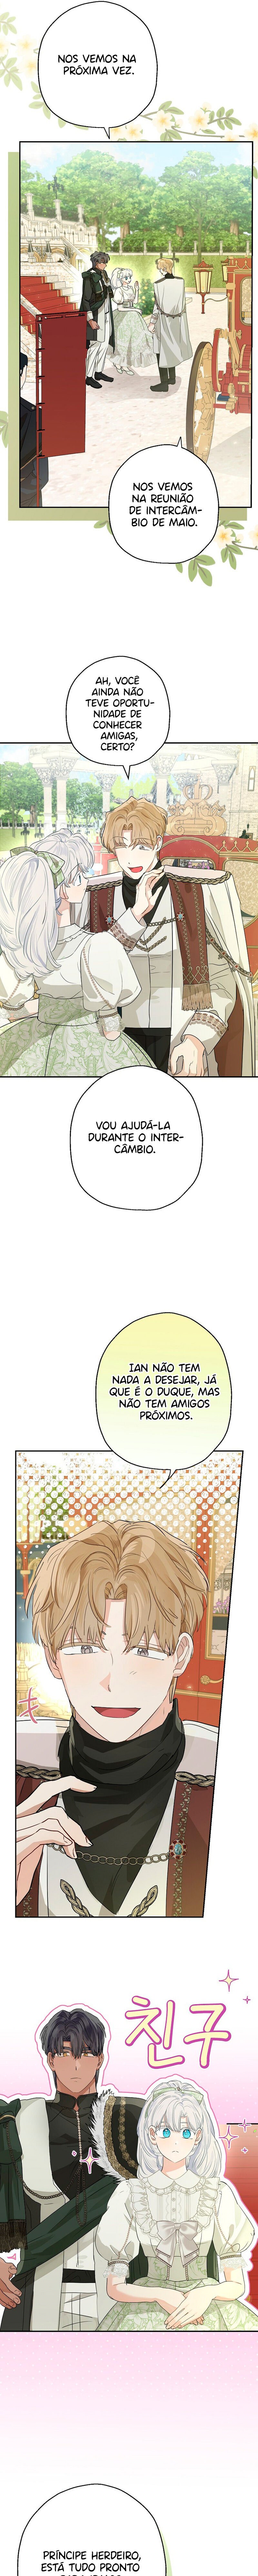 NOS VEMOS NA
PRÓXIMA VEZ.
NOS VEMOS
NA REUNIÃO
DE INTERCÂM-
BIO DE MAIO.
AH, VOCÊ
AINDA NÃO
TEVE OPORTU-
NIDADE DE
CONHECER
AMIGAS,
CERTO?
VOU AJUDÁ-LA
DURANTE O INTER-
CÂMBIO.
IAN NÃO TEM
NADA A DESEJAR, JÁ
QUE É O DUQUE, MAS
NÃO TEM AMIGOS
PRÓXIMOS.
친구
PRÍNCIPE HERDEIRO,
ESTÁ TUDO PRONTO